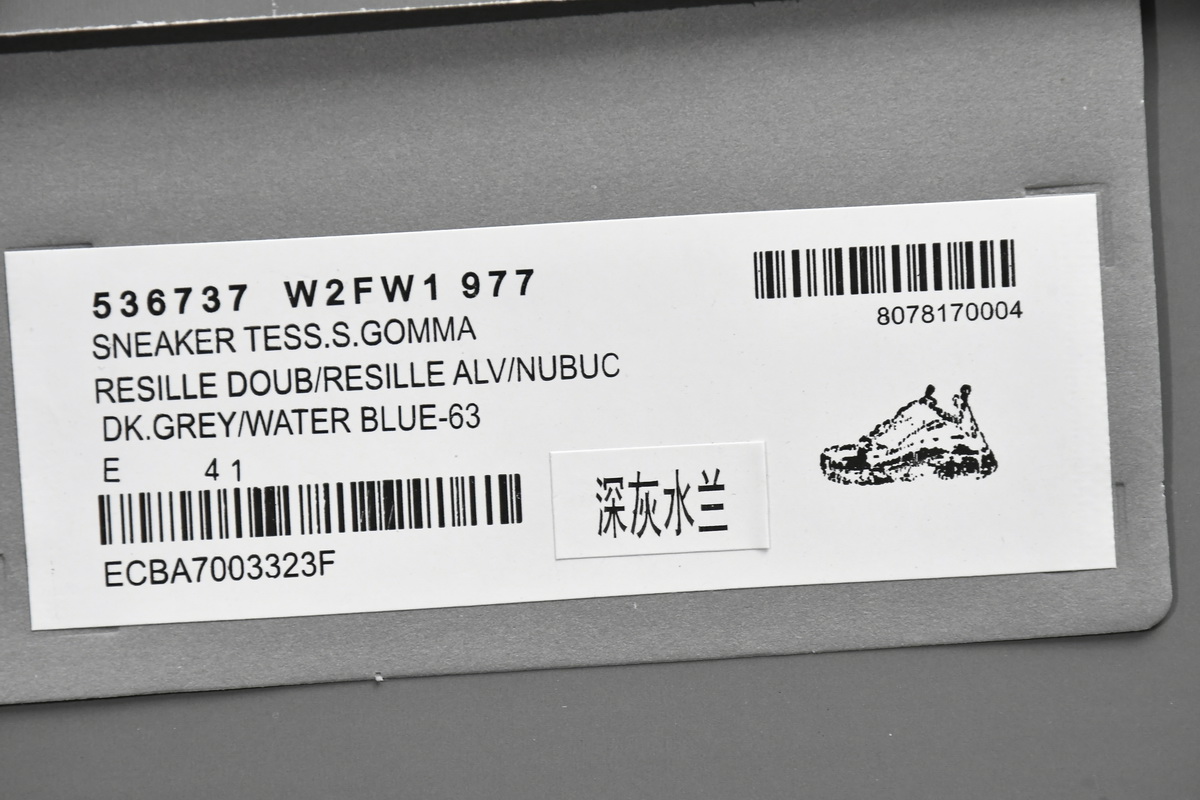 536737 W2FW1 977
SNEAKER TESS.S.GOMMA
RESILLE DOUB/RESILLE ALV/NUBUC
DK.GREY/WATER BLUE-63
E 41
ECBA7003323F
8078170004
深灰水兰